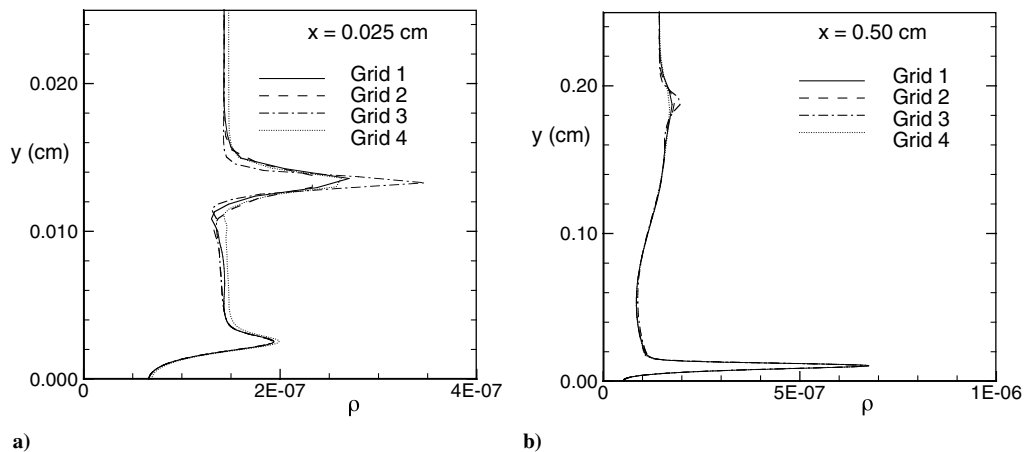 x = 0.025 cm
Grid 1
Grid 2
Grid 3
Grid 4
y (cm)
0.020
0.010
0.000
0
2E-07
4E-07
ρ
a)
x = 0.50 cm
Grid 1
Grid 2
Grid 3
Grid 4
y (cm)
0.20
0.10
0.00
0
5E-07
1E-06
ρ
b)